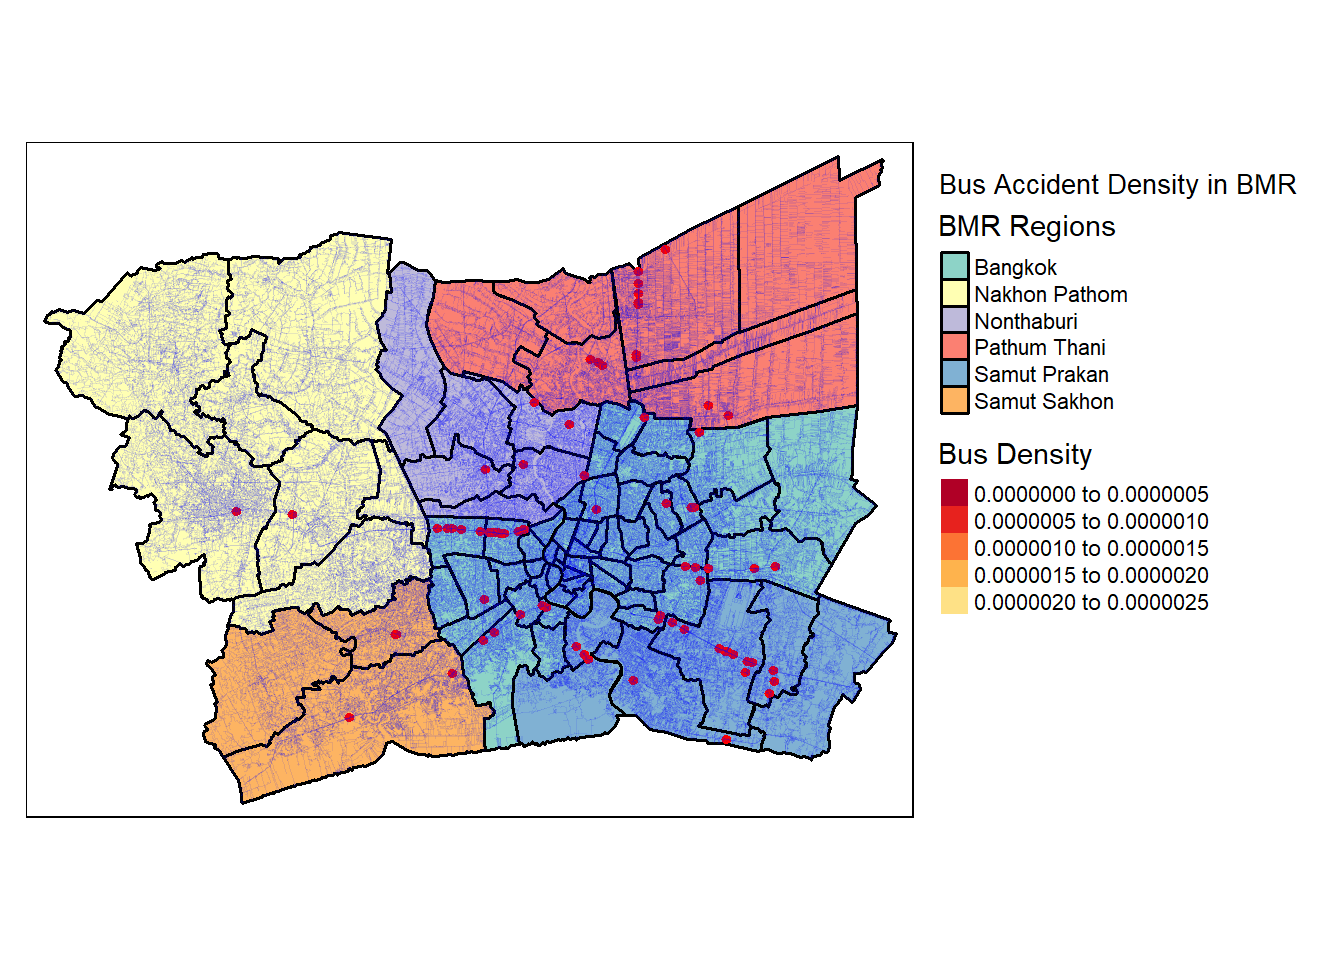 Bus Accident Density in BMR
BMR Regions
Bangkok
Nakhon Pathom
Nonthaburi
Pathum Thani
Samut Prakan
Samut Sakhon
Bus Density
0.0000000 to 0.0000005
0.0000005 to 0.0000010
0.0000010 to 0.0000015
0.0000015 to 0.0000020
0.0000020 to 0.0000025